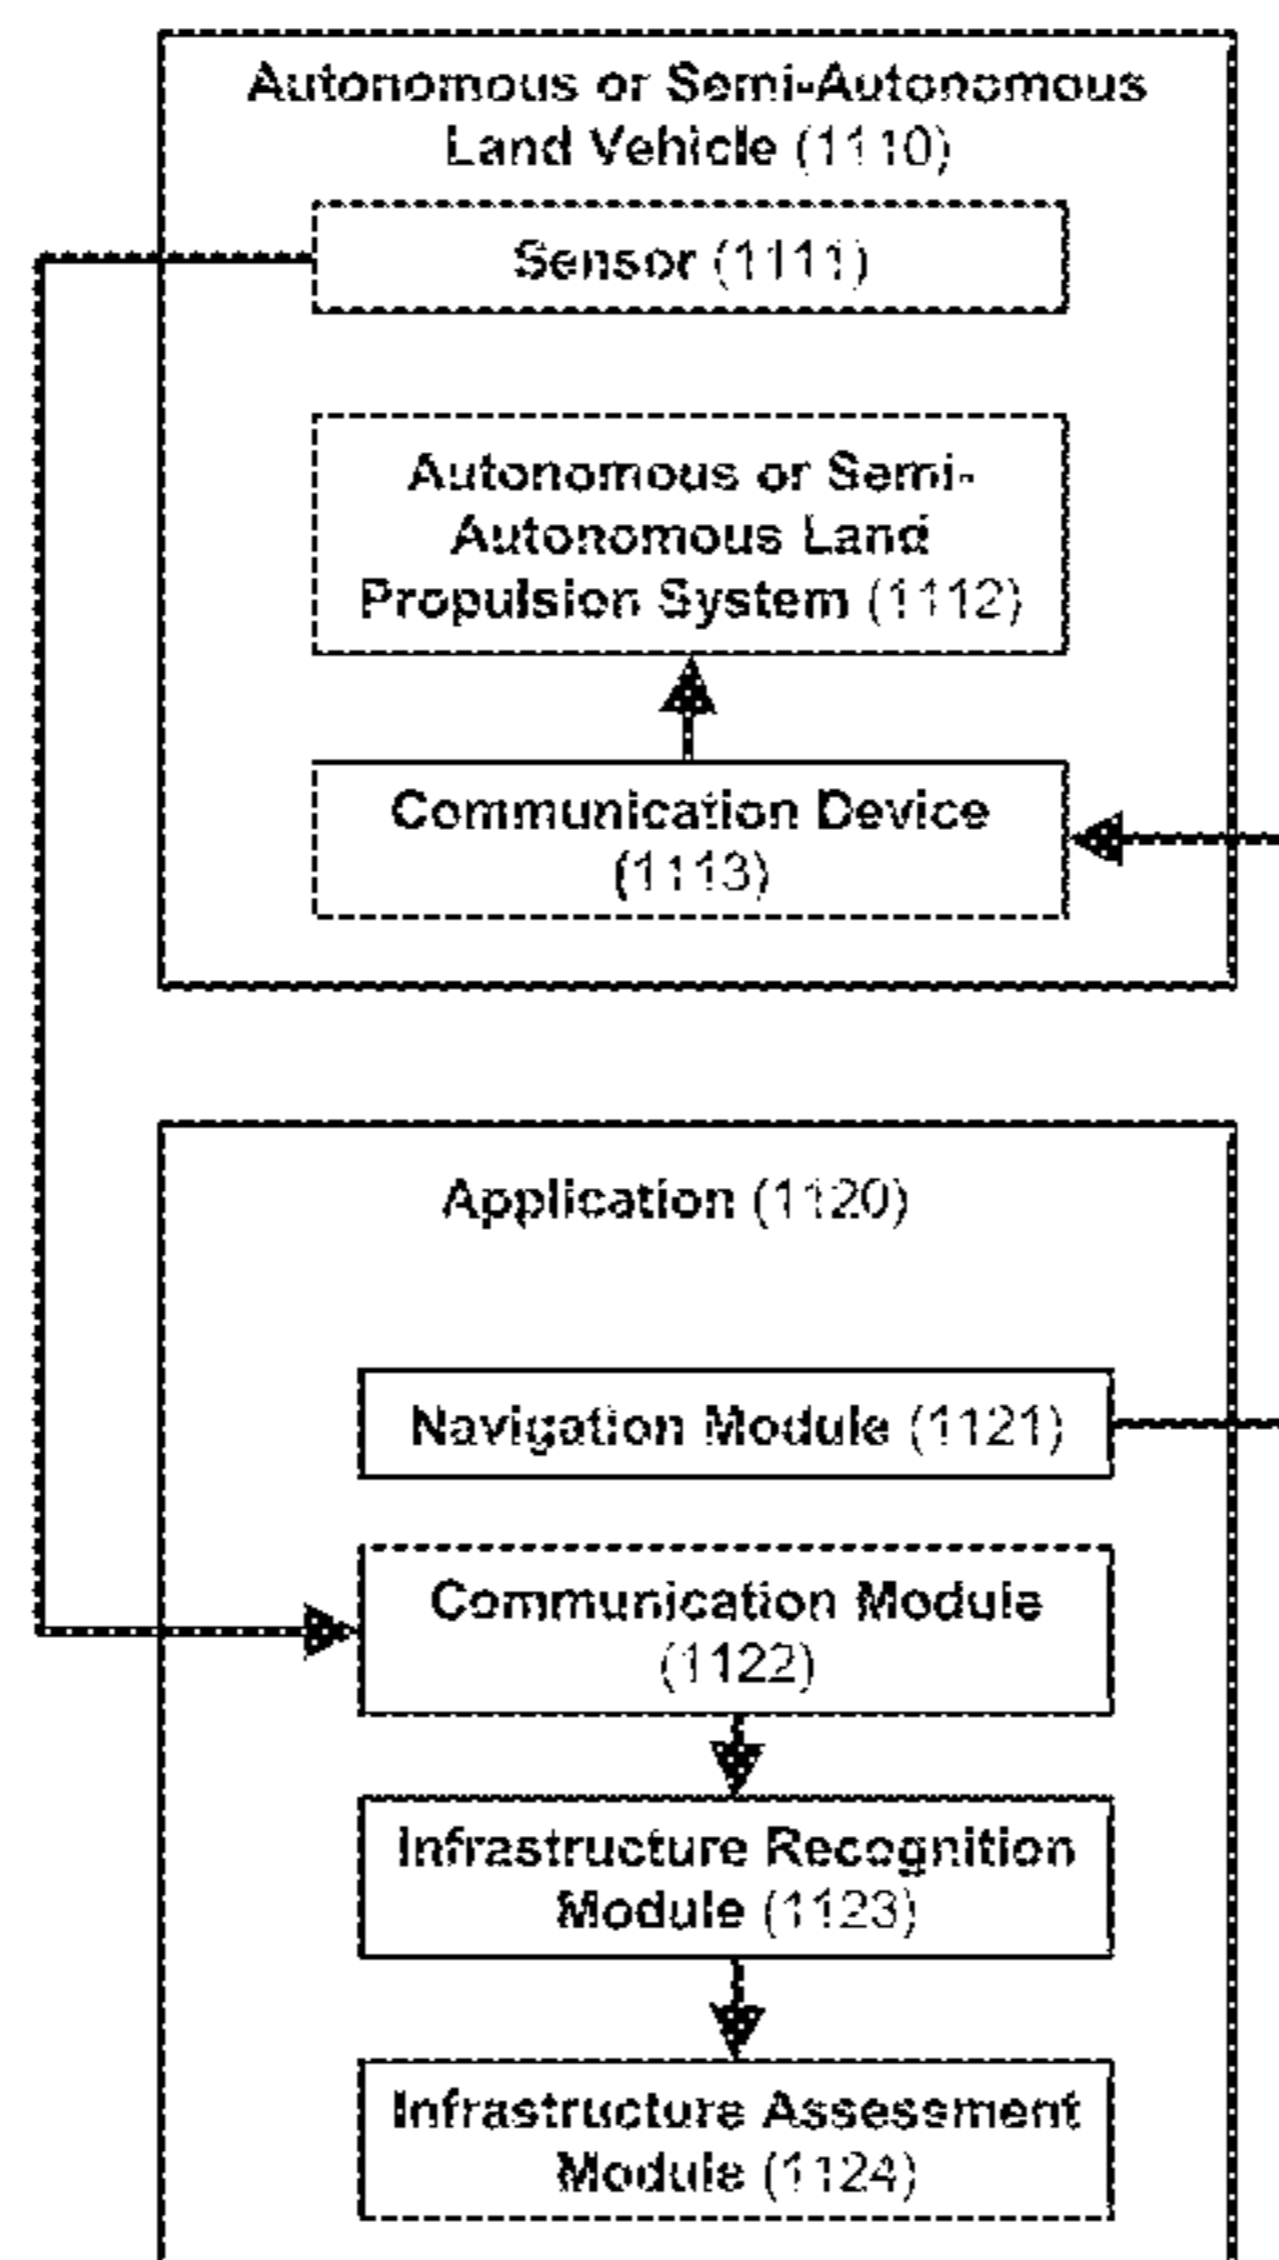 Autonomous or Semi-Autonomous
Land Vehicle (1110)
Sensor (1111)
Autonomous or Semi-
Autonomous Land
Propulsion System (1112)
Communication Device
(1113)
Application (1120)
Navigation Module (1121)
Communication Module
(1122)
Infrastructure Recognition
Module (1123)
Infrastructure Assessment
Module (1124)